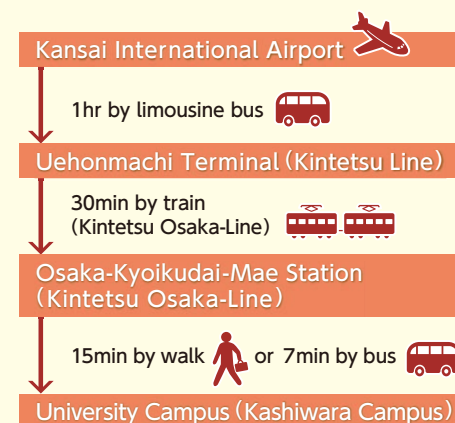 Kansai International Airport
1hr by limousine bus
Uehonmachi Terminal (Kintetsu Line)
30min by train
(Kintetsu Osaka-Line)
Osaka-Kyoikudai-Mae Station
(Kintetsu Osaka-Line)
15min by walk or 7min by bus
University Campus (Kashiwara Campus)